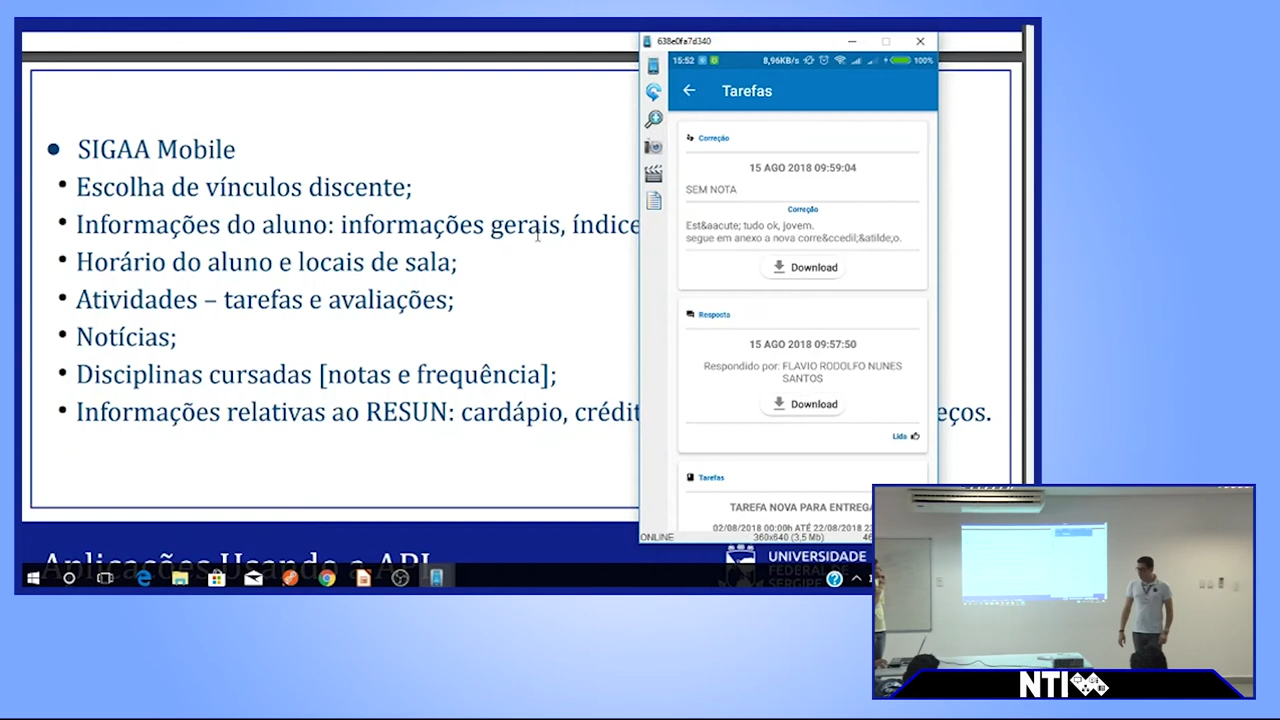 SIGAA Mobile
Escolha de vínculos discente;
Informações do aluno: informações gerais, índice
Horário do aluno e locais de sala;
Atividades – tarefas e avaliações;
Notícias;
Disciplinas cursadas [notas e frequência];
Informações relativas ao RESUN: cardápio, crédit
eços.
Aplicações Usando a API
638e0fa7d340
15:52
8,96KB/s
100%
Tarefas
Correção
15 AGO 2018 09:59:04
SEM NOTA
Correção
Est&aacute; tudo ok, jovem.
segue em anexo a nova corre&ccedil;&atilde;o.
Download
Resposta
15 AGO 2018 09:57:50
Respondido por: FLAVIO RODOLFO NUNES
SANTOS
Download
Lida
Tarefas
TAREFA NOVA PARA ENTREGA
02/08/2018 00:00h ATÉ 22/08/2018 23
ONLINE
360x640 (3,5 Mb)
46
UNIVERSIDADE
FEDERAL DE
SERGIPE
NTI